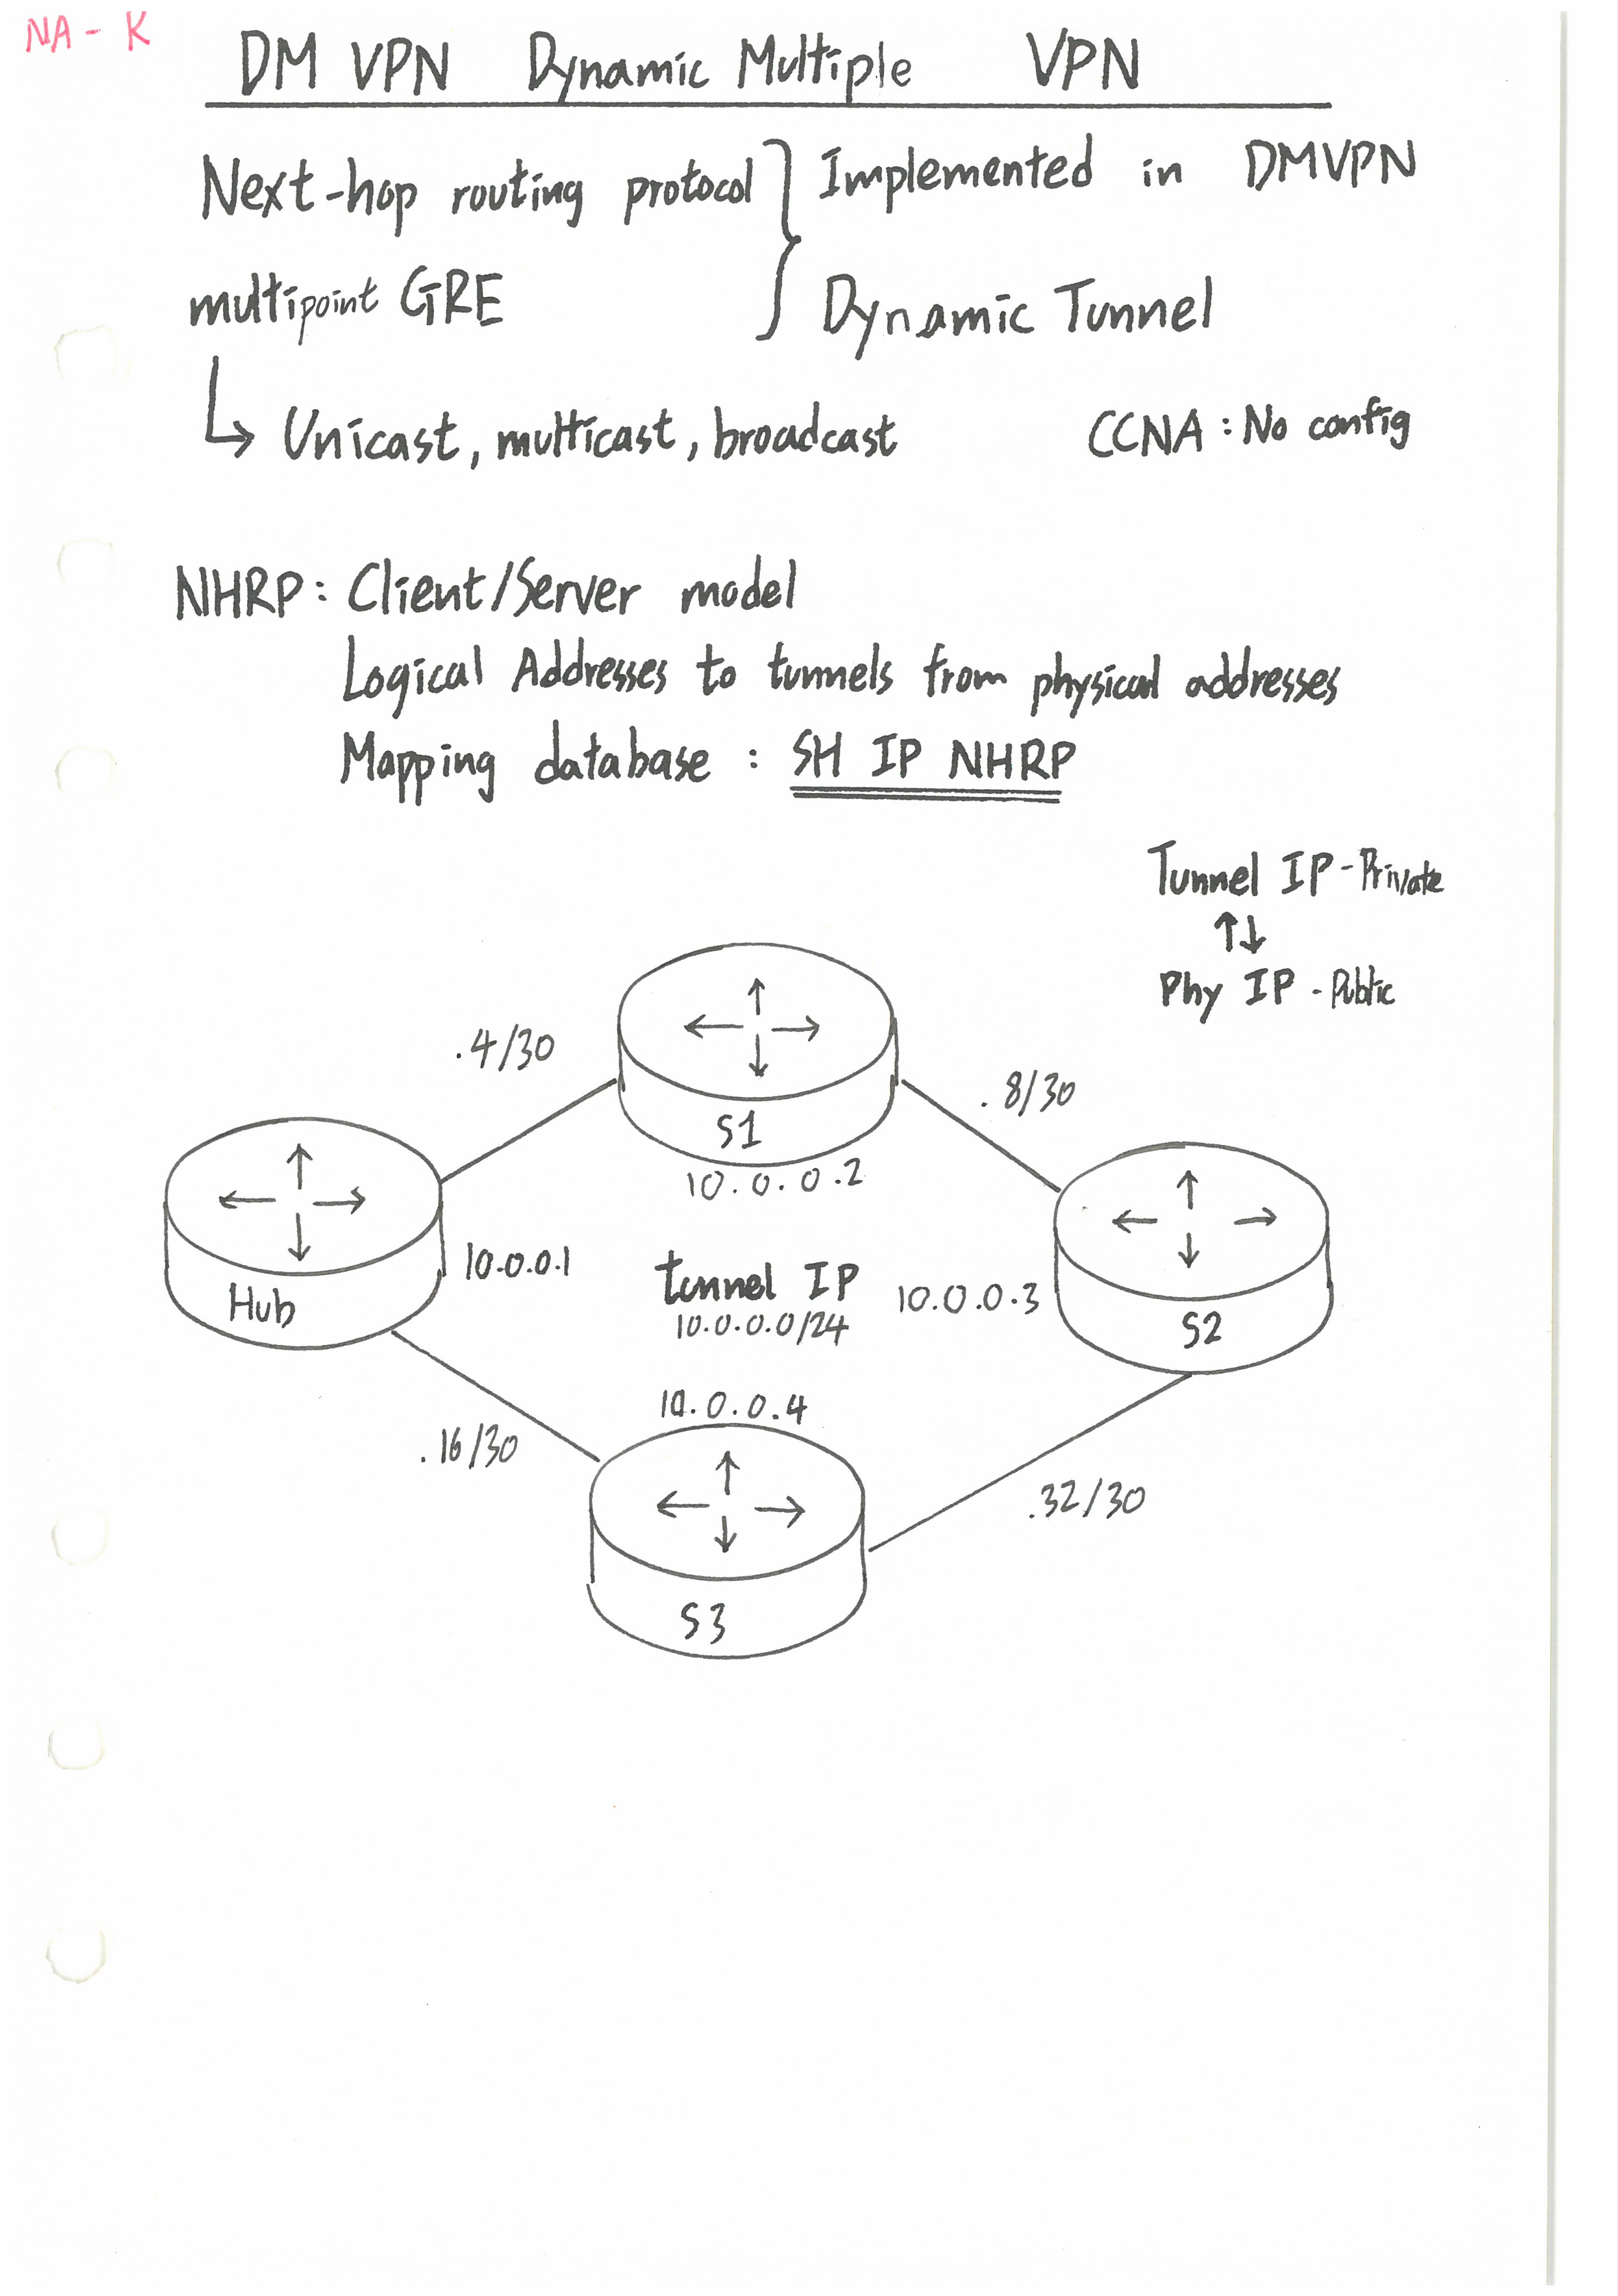 NA - K
DM VPN Dynamic Multiple VPN
Next-hop routing protocol } Implemented in DMVPN
multipoint GRE Dynamic Tunnel
↳ Unicast, multicast, broadcast CCNA : No config
NHRP : Client/Server model
Logical Addresses to tunnels from physical addresses
Mapping database : SH IP NHRP
Tunnel IP - Private
↑↓
Phy IP - Public
.4/30
.8/30
S1
10.0.0.2
Hub
10.0.0.1
tunnel IP
10.0.0.0/24
10.0.0.3
S2
10.0.0.4
.16/30
.32/30
S3